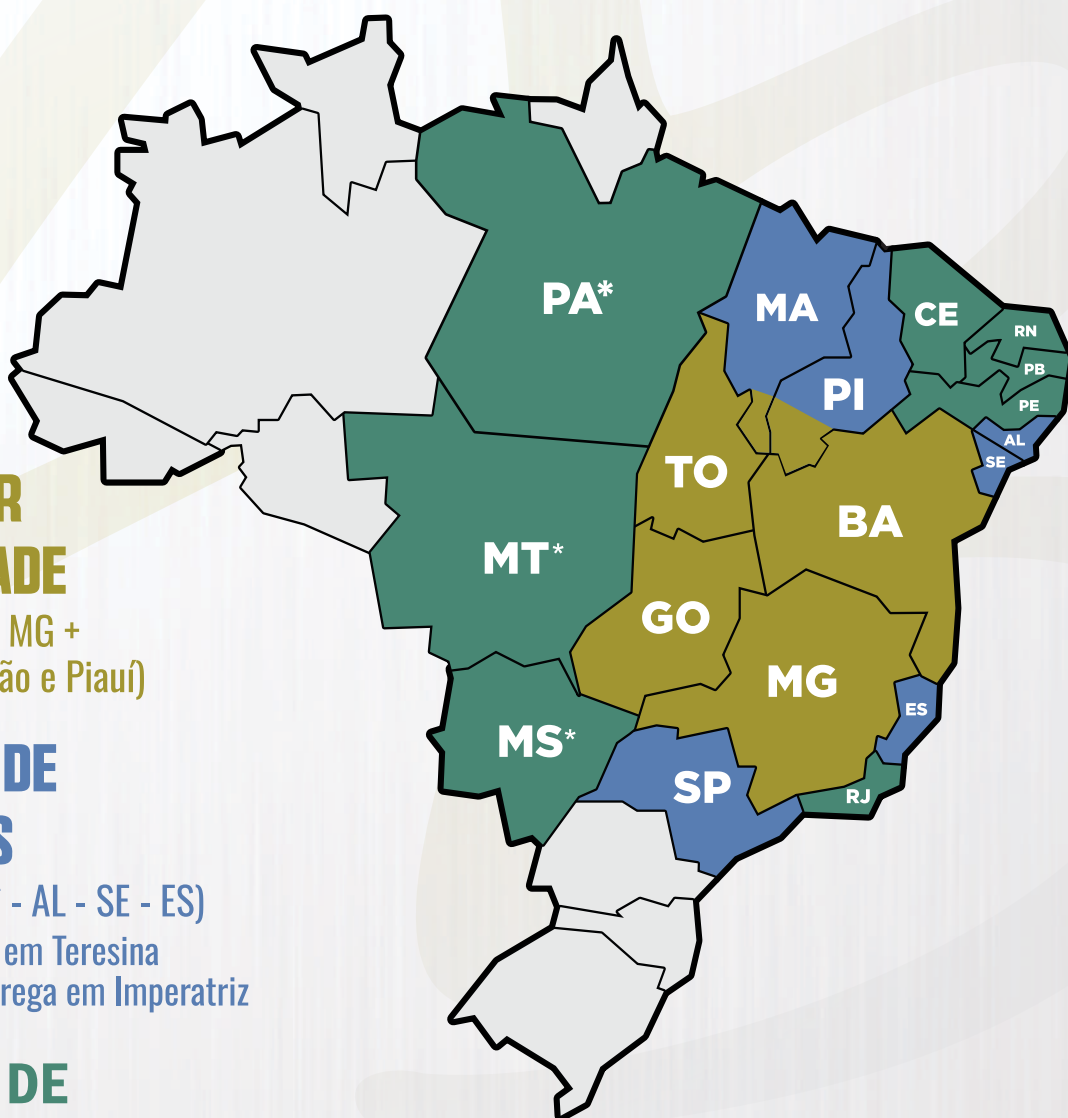 PA*
MA
CE
RN
PB
PE
PI
AL
SE
TO
BA
MT*
GO
MG
ES
MS*
SP
RJ
R
ADE
MG +
ão e Piauí)
DE
S
- AL - SE - ES)
em Teresina
rega em Imperatriz
DE